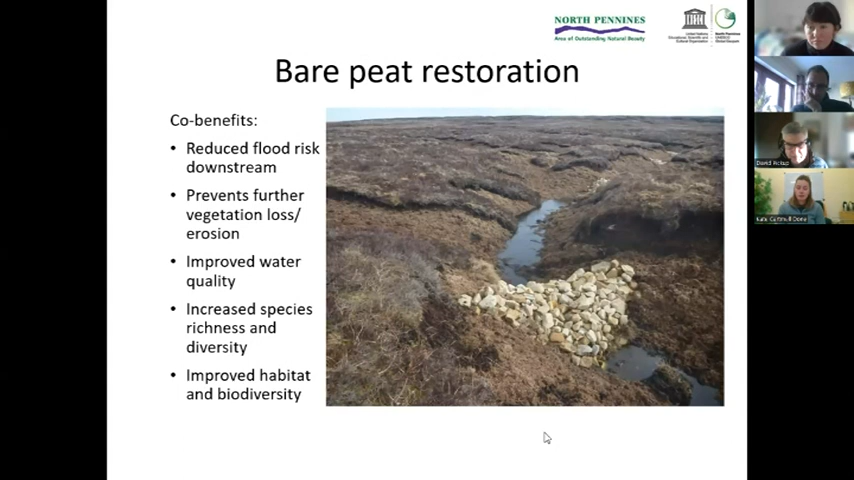 NORTH PENNINES
Area of Outstanding Natural Beauty
Bare peat restoration
Co-benefits:
• Reduced flood risk
downstream
• Prevents further
vegetation loss/
erosion
• Improved water
quality
• Increased species
richness and
diversity
• Improved habitat
and biodiversity
David